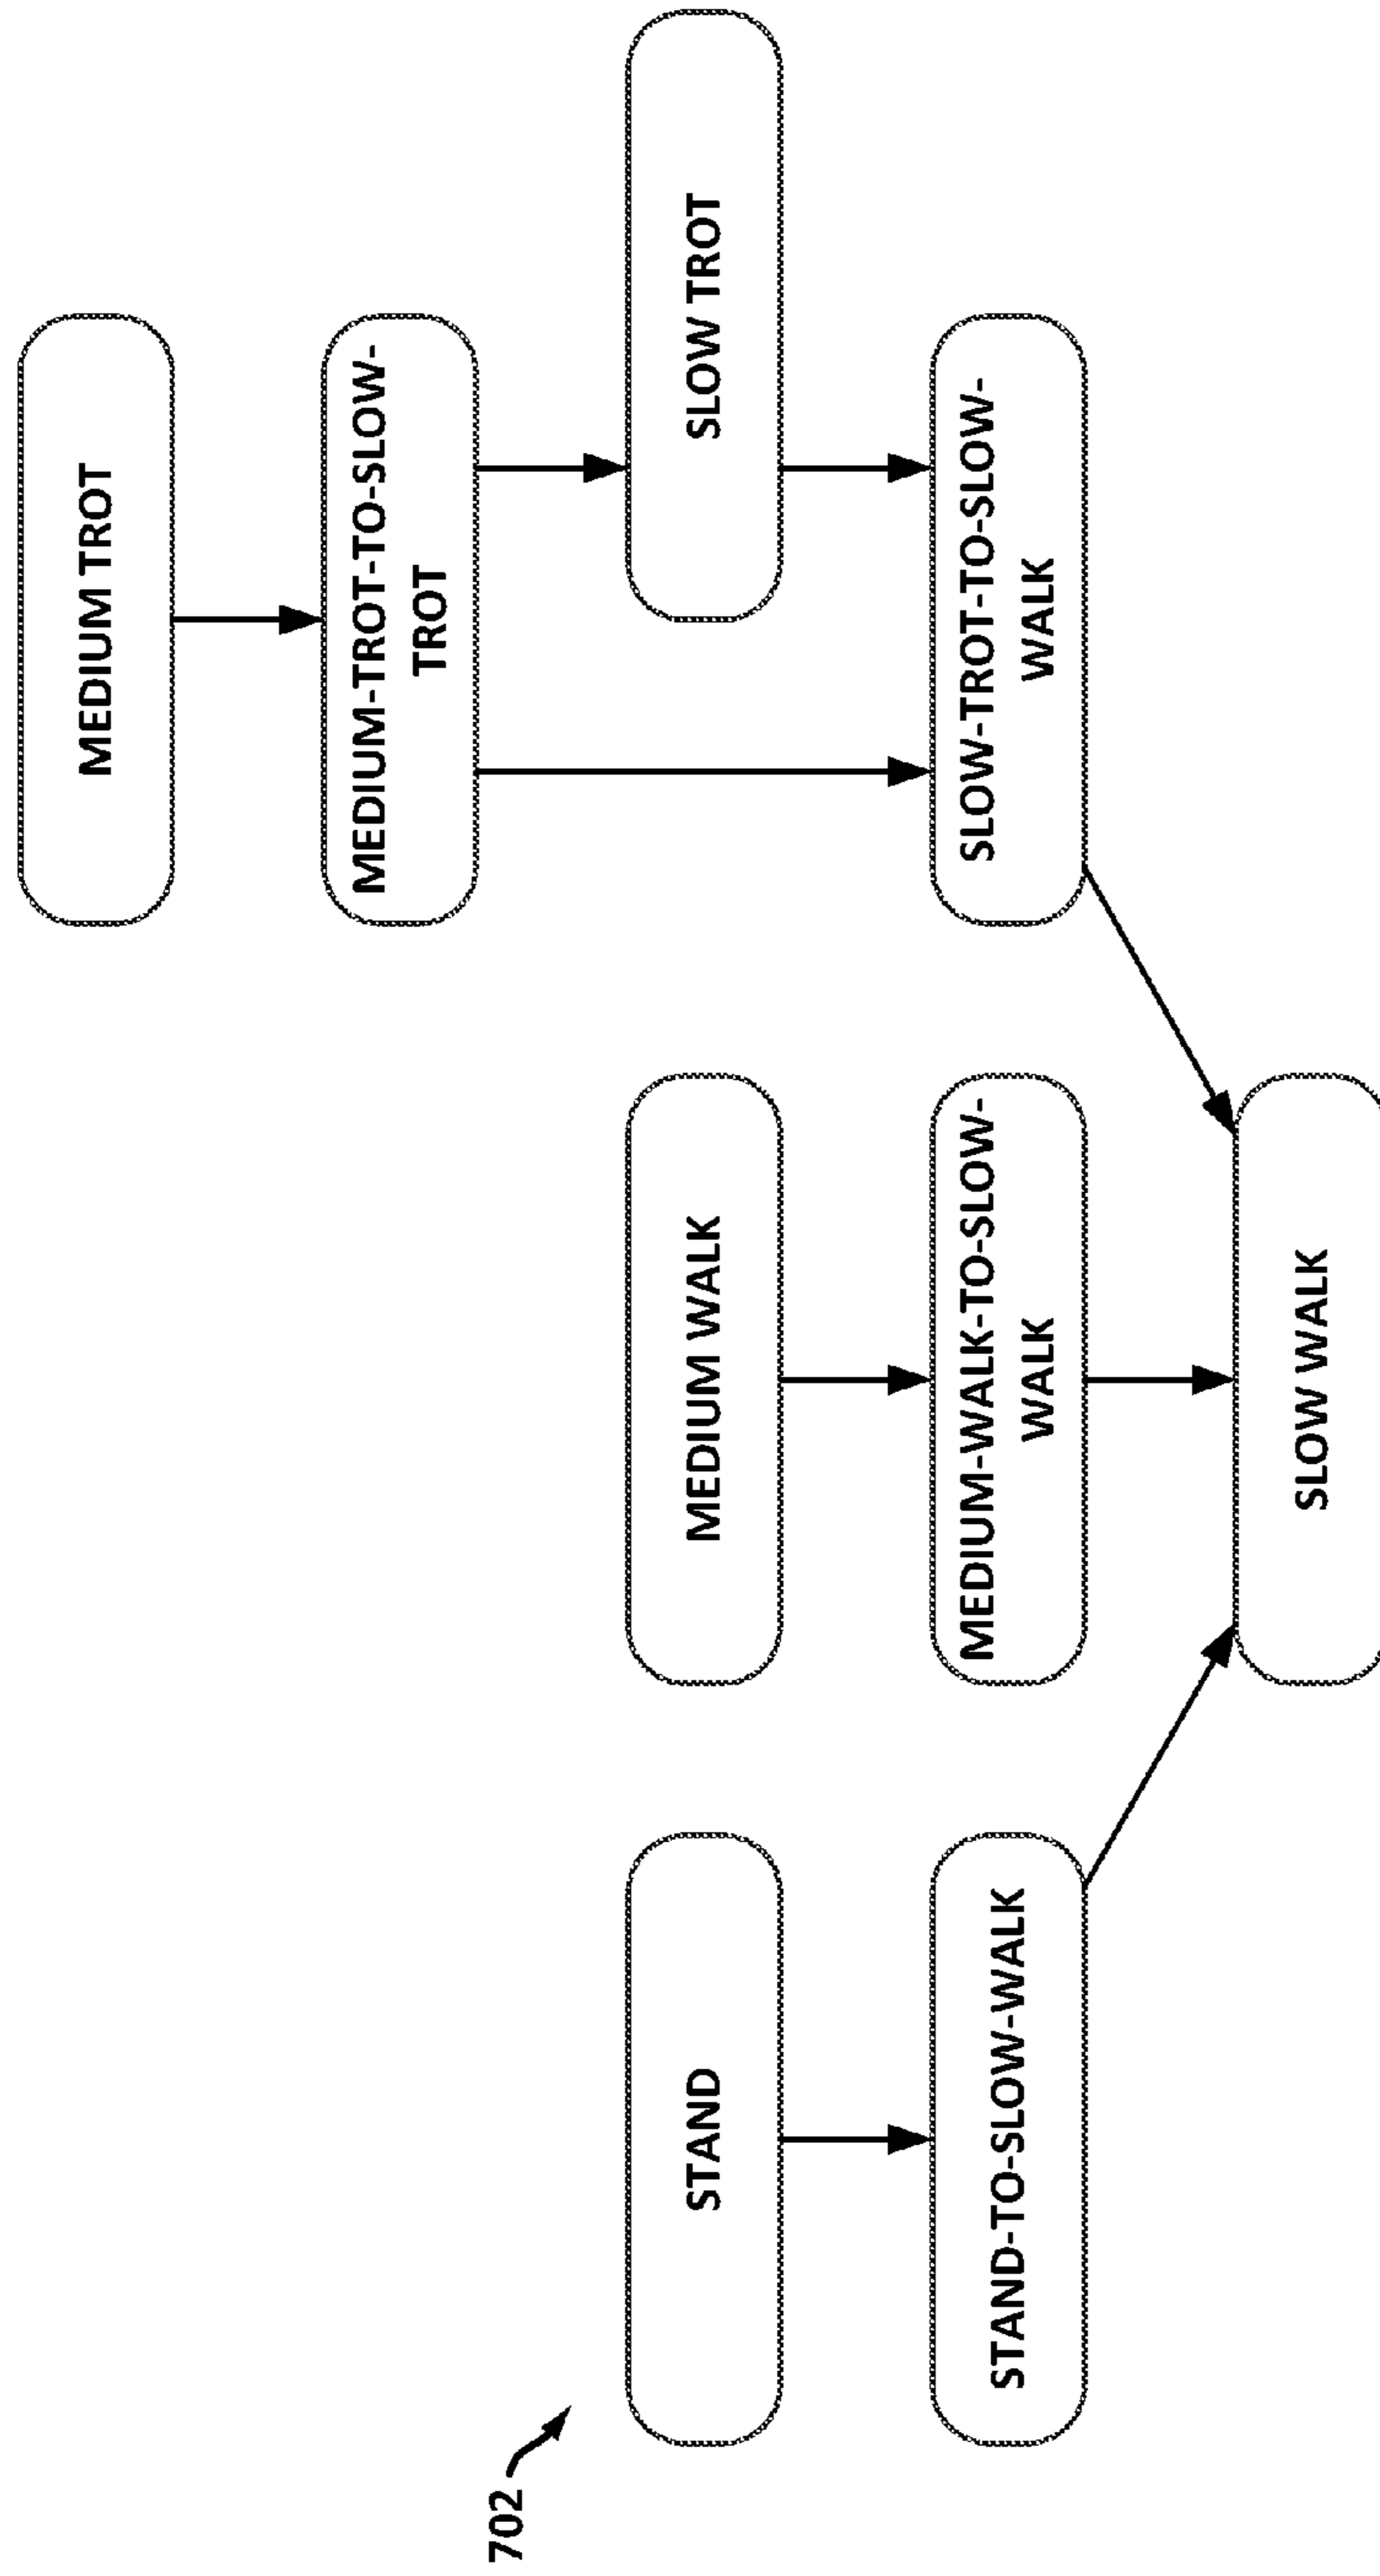 702
STAND
STAND-TO-SLOW-WALK
MEDIUM WALK
MEDIUM-WALK-TO-SLOW-
WALK
MEDIUM TROT
MEDIUM-TROT-TO-SLOW-
TROT
SLOW TROT
SLOW-TROT-TO-SLOW-
WALK
SLOW WALK